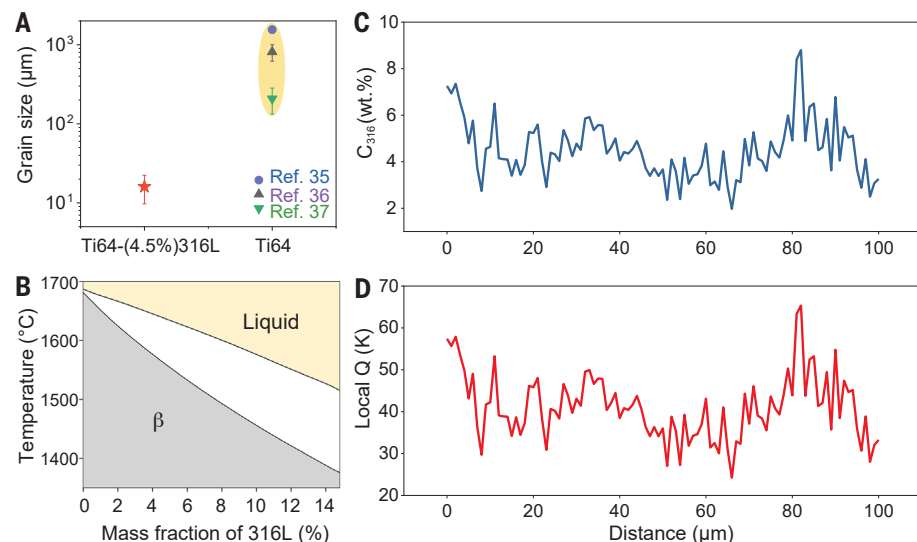 A
Grain size (µm)
10³
10²
10¹
Ref. 35
Ref. 36
Ref. 37
Ti64-(4.5%)316L
Ti64
B
Temperature (°C)
1700
1600
1500
1400
Liquid
β
0 2 4 6 8 10 12 14
Mass fraction of 316L (%)
C
C₃₁₆(wt.%)
10
8
6
4
2
0 20 40 60 80 100
D
Local Q (K)
70
60
50
40
30
20
0 20 40 60 80 100
Distance (µm)